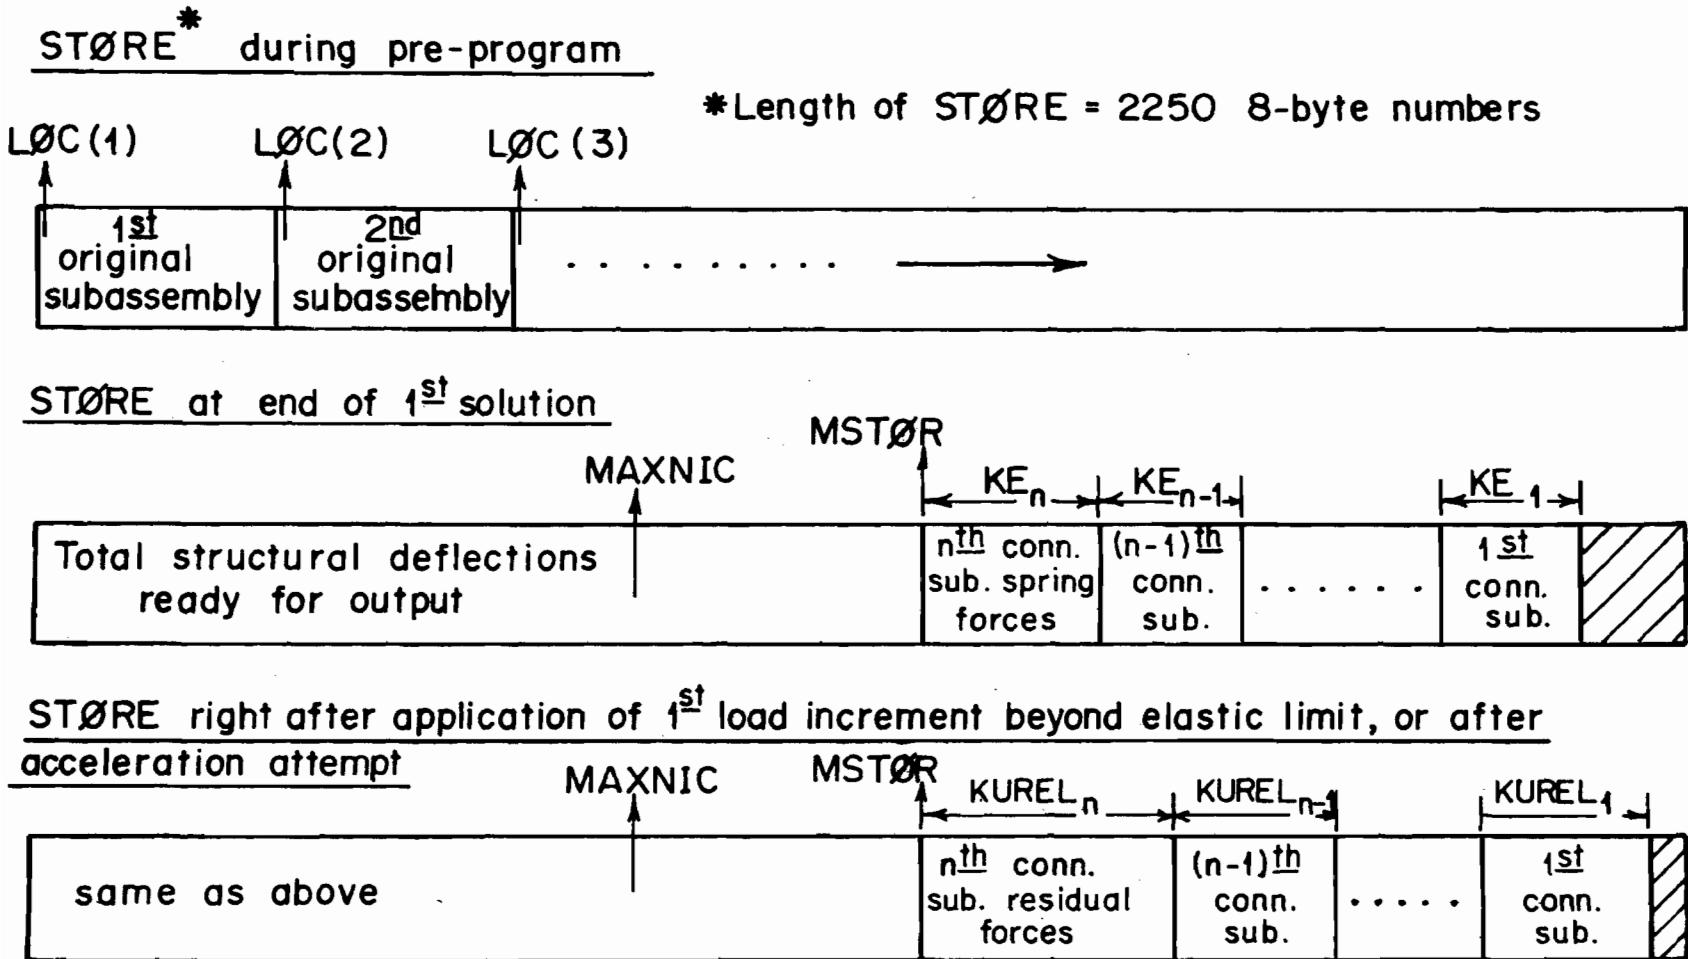 STØRE* during pre-program
*Length of STØRE = 2250 8-byte numbers
LØC(1) LØC(2) LØC(3)
1st 2nd
original original . . . . . . . . . .
subassembly subassembly
STØRE at end of 1st solution
MSTØR
MAXNIC KEn KEn-1 KE1
Total structural deflections nth conn. (n-1)th 1st
ready for output sub. spring conn. . . . . . . conn.
forces sub. sub.
STØRE right after application of 1st load increment beyond elastic limit, or after
acceleration attempt
MAXNIC MSTØR KURELn KURELn-1 KUREL1
same as above nth conn. (n-1)th 1st
sub. residual conn. . . . . . conn.
forces sub. sub.